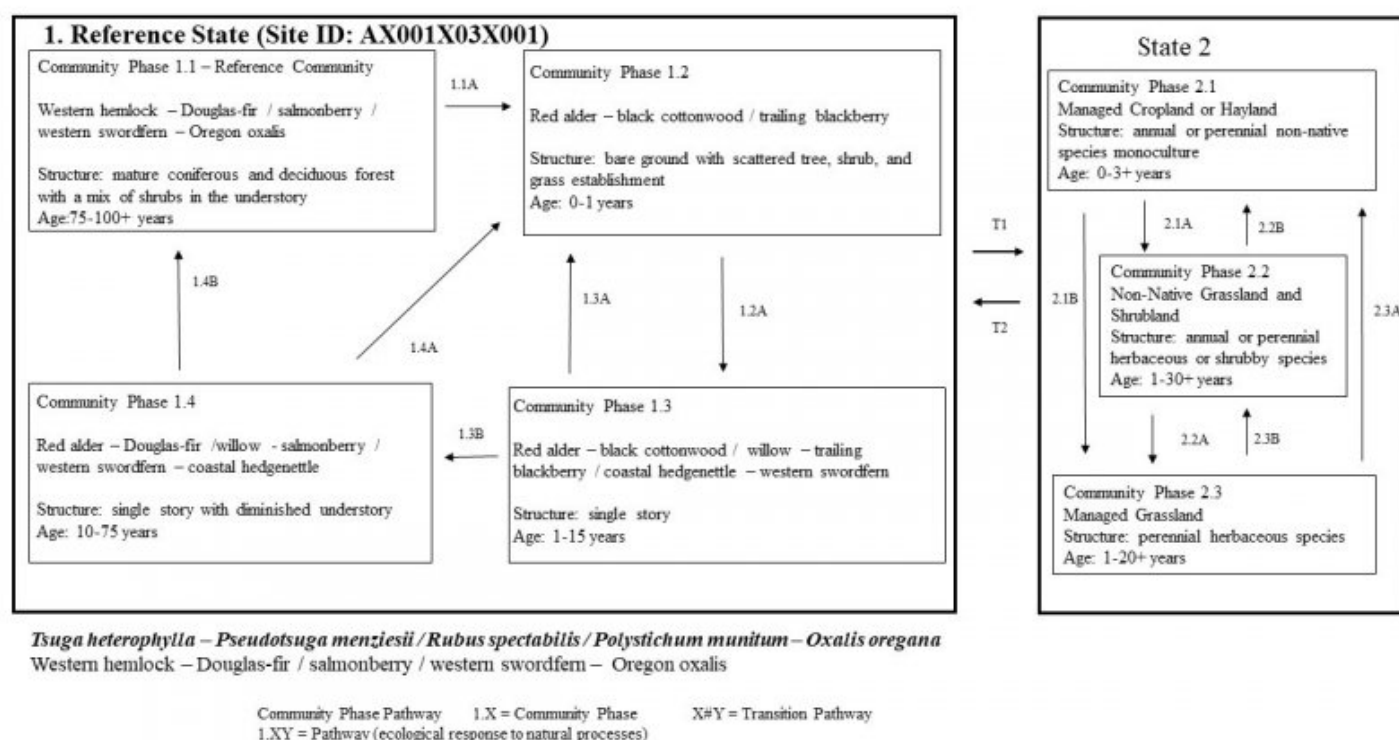 1. Reference State (Site ID: AX001X03X001)
Community Phase 1.1 – Reference Community
Western hemlock – Douglas-fir / salmonberry /
western swordfern – Oregon oxalis
Structure: mature coniferous and deciduous forest
with a mix of shrubs in the understory
Age:75-100+ years
1.1A
Community Phase 1.2
Red alder – black cottonwood / trailing blackberry
Structure: bare ground with scattered tree, shrub, and
grass establishment
Age: 0-1 years
1.4B
1.4A
1.3A
1.2A
Community Phase 1.4
Red alder – Douglas-fir /willow - salmonberry /
western swordfern – coastal hedgenettle
Structure: single story with diminished understory
Age: 10-75 years
1.3B
Community Phase 1.3
Red alder – black cottonwood / willow – trailing
blackberry / coastal hedgenettle – western swordfern
Structure: single story
Age: 1-15 years
T1
T2
State 2
Community Phase 2.1
Managed Cropland or Hayland
Structure: annual or perennial non-native
species monoculture
Age: 0-3+ years
2.1A
2.2B
2.1B
2.3A
Community Phase 2.2
Non-Native Grassland and
Shrubland
Structure: annual or perennial
herbaceous or shrubby species
Age: 1-30+ years
2.2A
2.3B
Community Phase 2.3
Managed Grassland
Structure: perennial herbaceous species
Age: 1-20+ years
Tsuga heterophylla – Pseudotsuga menziesii / Rubus spectabilis / Polystichum munitum – Oxalis oregana
Western hemlock – Douglas-fir / salmonberry / western swordfern – Oregon oxalis
Community Phase Pathway 1.X = Community Phase X#Y = Transition Pathway
1.XY = Pathway (ecological response to natural processes)